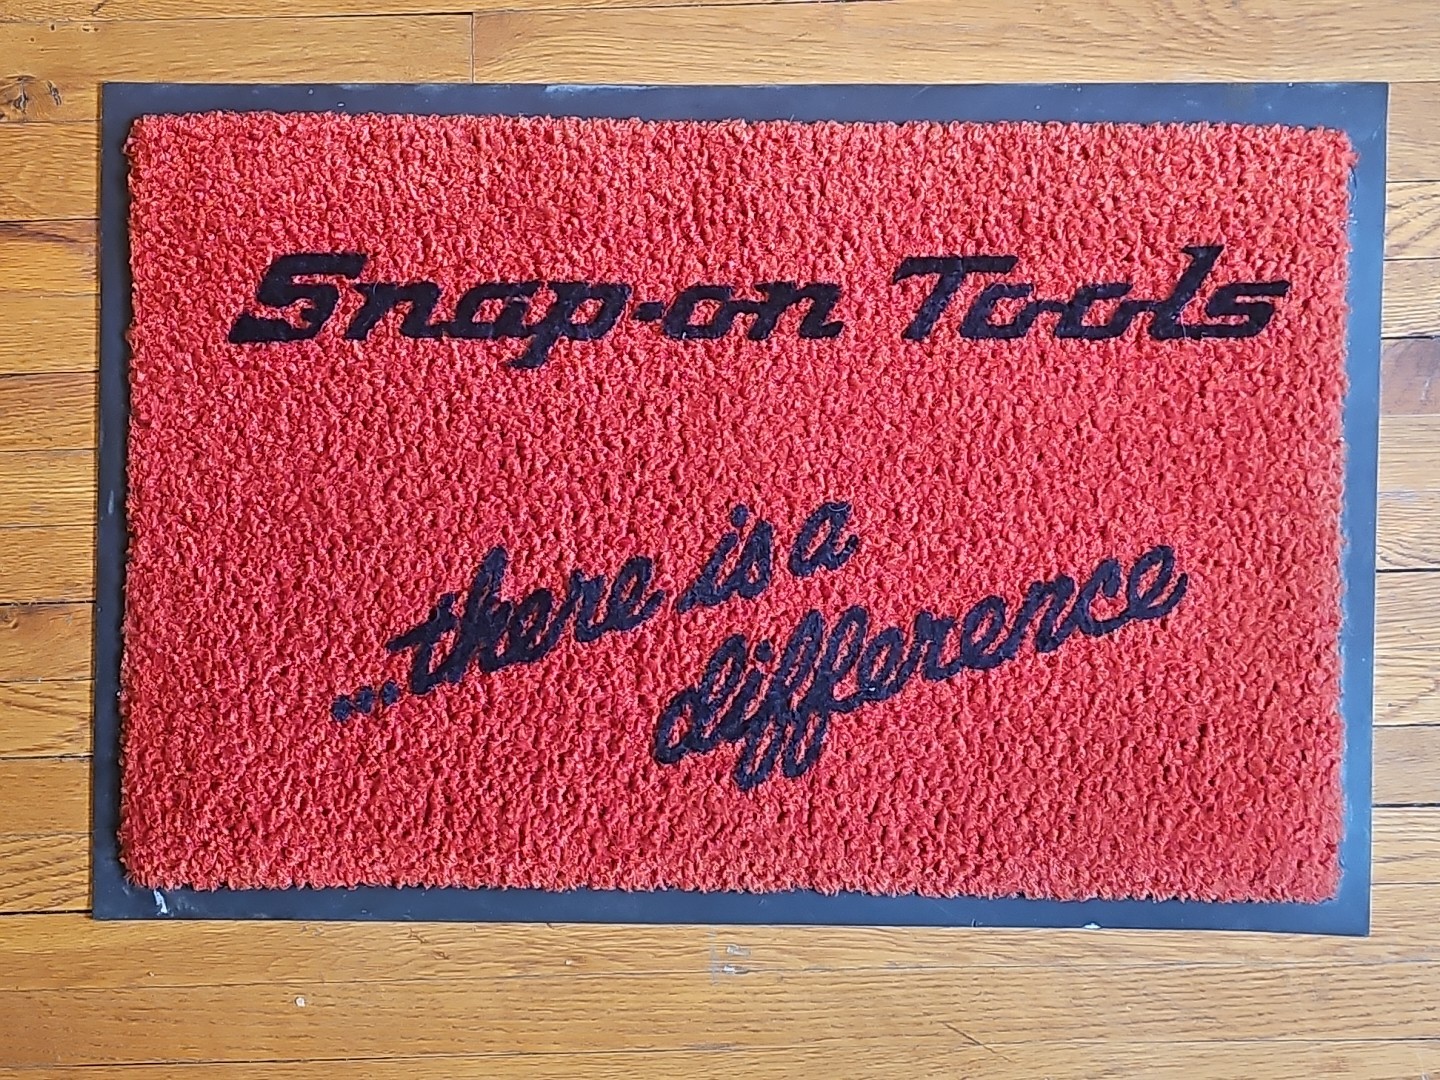 Snap-on Tools
...there is a
difference